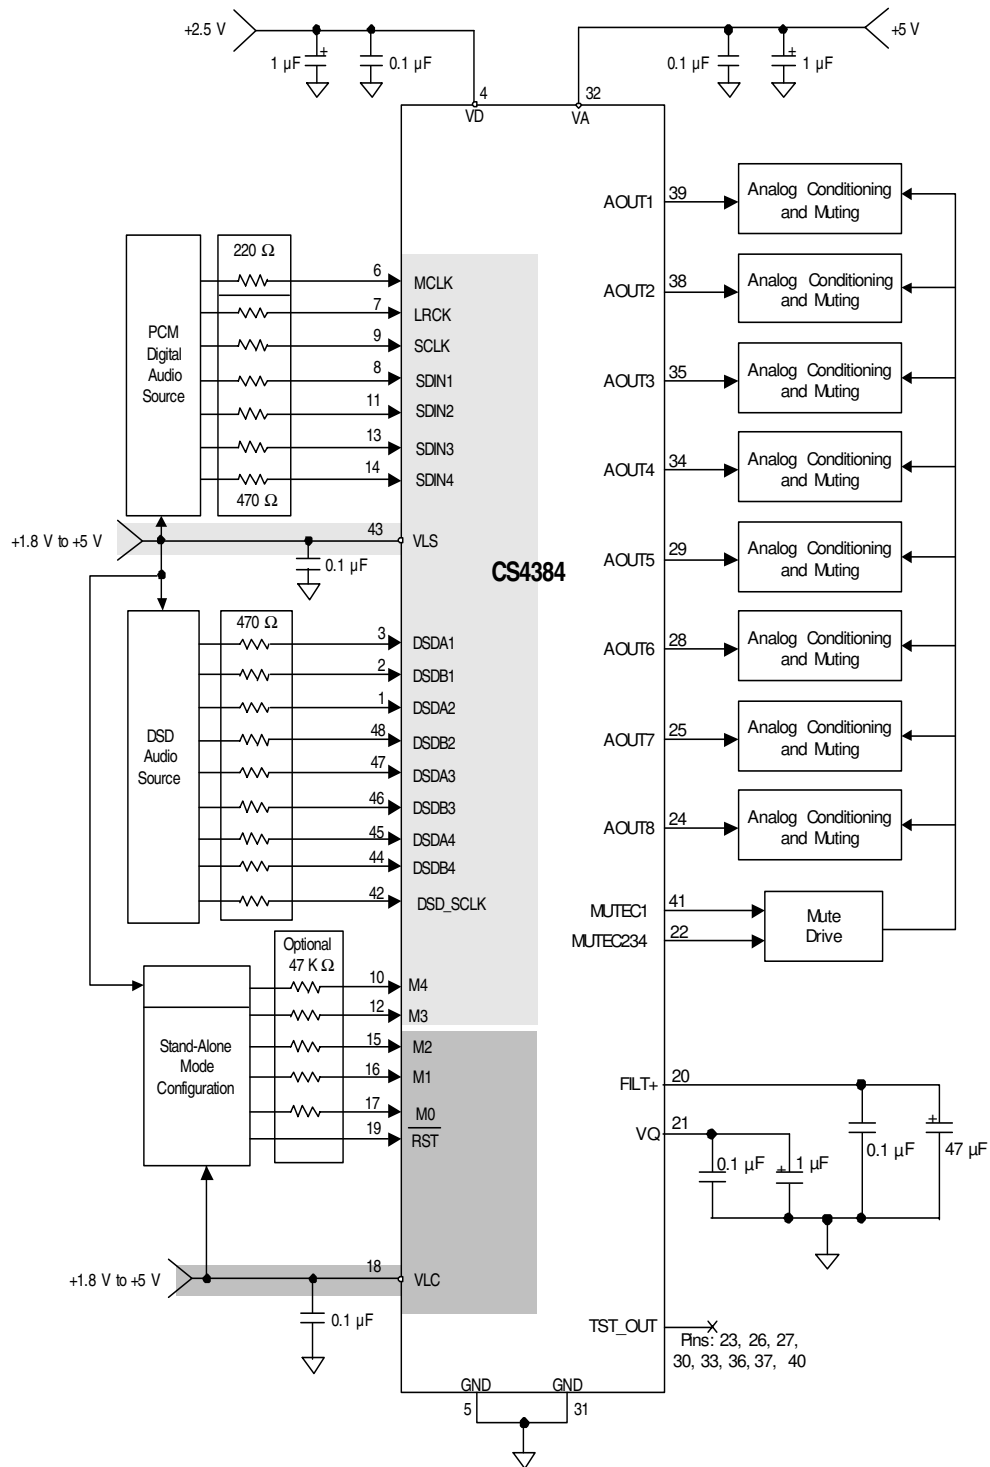 +2.5 V
+5 V
1 µF
+
0.1 µF
0.1 µF
+
1 µF
4
32
VD
VA
PCM
Digital
Audio
Source
220 Ω
470 Ω
6
MCLK
7
LRCK
9
SCLK
8
SDIN1
11
SDIN2
13
SDIN3
14
SDIN4
+1.8 V to +5 V
43
VLS
0.1 µF
CS4384
DSD
Audio
Source
470 Ω
3
DSDA1
2
DSDB1
1
DSDA2
48
DSDB2
47
DSDA3
46
DSDB3
45
DSDA4
44
DSDB4
42
DSD_SCLK
Optional
47 K Ω
Stand-Alone
Mode
Configuration
10
M4
12
M3
15
M2
16
M1
17
M0
19
RST
+1.8 V to +5 V
18
VLC
0.1 µF
AOUT1
39
Analog Conditioning
and Muting
AOUT2
38
Analog Conditioning
and Muting
AOUT3
35
Analog Conditioning
and Muting
AOUT4
34
Analog Conditioning
and Muting
AOUT5
29
Analog Conditioning
and Muting
AOUT6
28
Analog Conditioning
and Muting
AOUT7
25
Analog Conditioning
and Muting
AOUT8
24
Analog Conditioning
and Muting
MUTEC1
41
MUTEC234
22
Mute
Drive
FILT+
20
VQ
21
0.1 µF
+
1 µF
0.1 µF
+
47 µF
TST_OUT
Pins: 23, 26, 27,
30, 33, 36, 37, 40
GND
GND
5
31